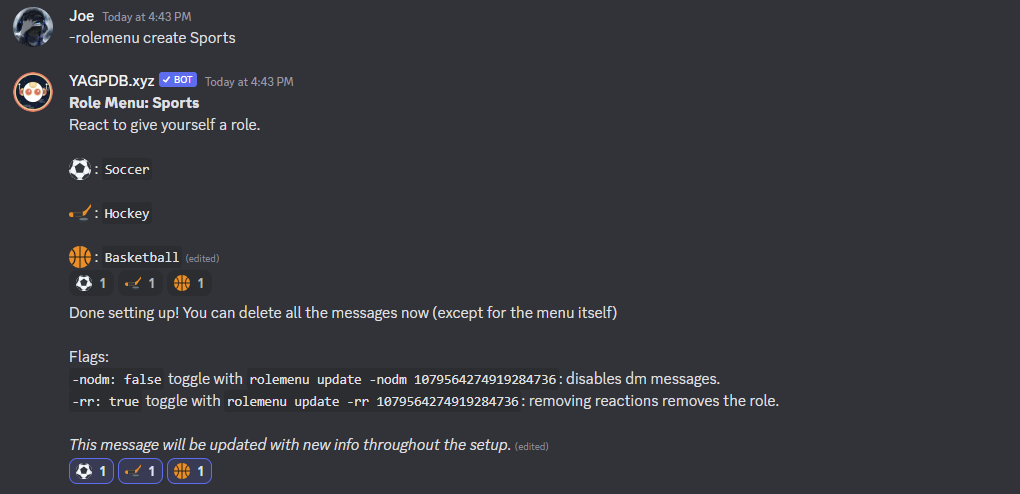 Joe Today at 4:43 PM
-rolemenu create Sports
YAGPDB.xyz ✓ BOT Today at 4:43 PM
Role Menu: Sports
React to give yourself a role.
: Soccer
: Hockey
: Basketball (edited)
1 1 1
Done setting up! You can delete all the messages now (except for the menu itself)
Flags:
-nodm: false toggle with rolemenu update -nodm 1079564274919284736: disables dm messages.
-rr: true toggle with rolemenu update -rr 1079564274919284736: removing reactions removes the role.
This message will be updated with new info throughout the setup. (edited)
1 1 1